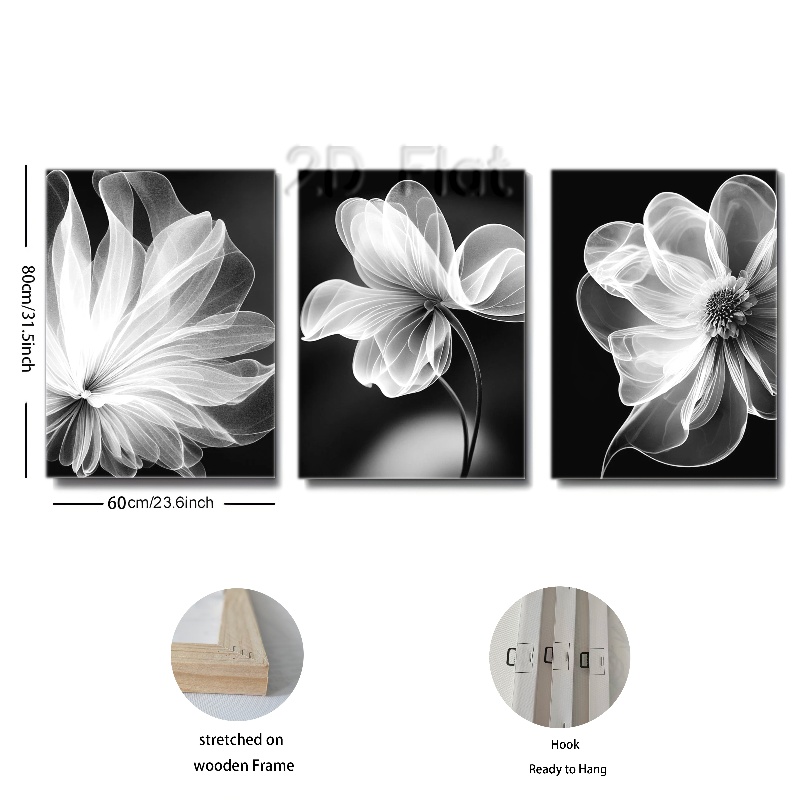 2D Flat
80cm/31.5inch
60cm/23.6inch
stretched on
wooden Frame
Hook
Ready to Hang